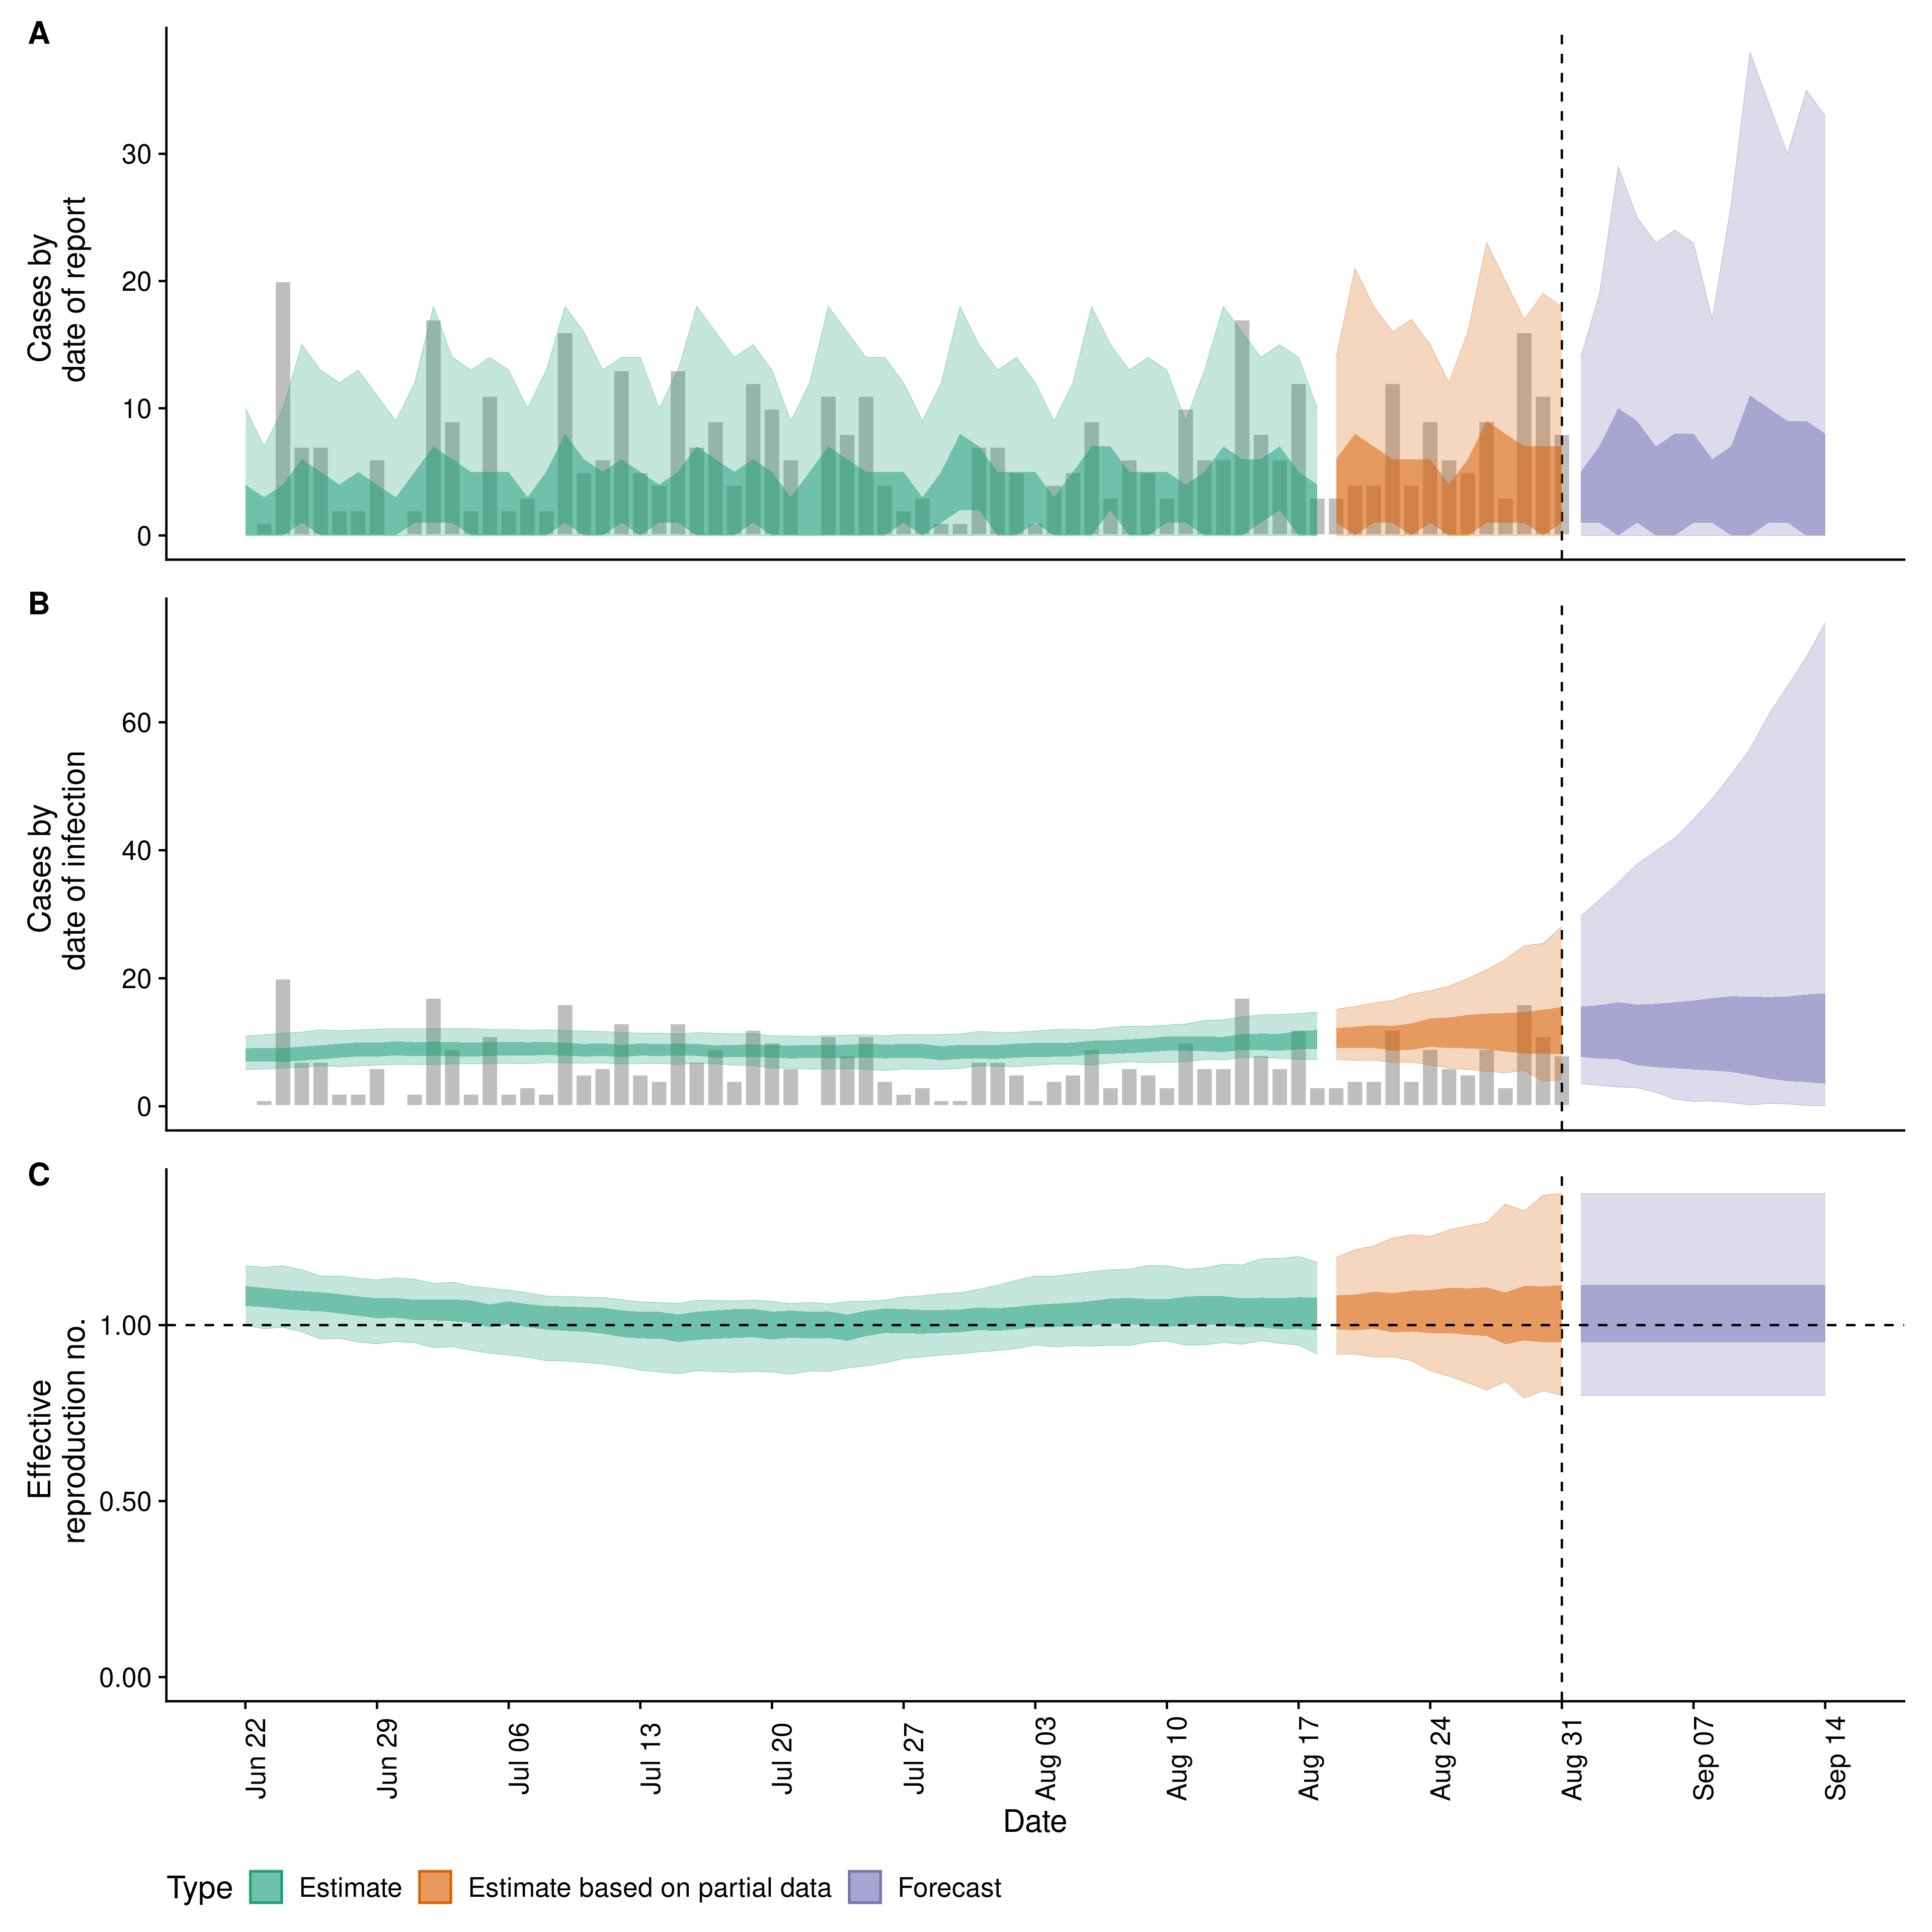 A
Cases by
date of report
30
20
10
0
B
Cases by
date of infection
60
40
20
0
C
Effective
reproduction no.
1.00
0.50
0.00
Jun 22
Jun 29
Jul 06
Jul 13
Jul 20
Jul 27
Aug 03
Aug 10
Aug 17
Aug 24
Aug 31
Sep 07
Sep 14
Date
Type Estimate Estimate based on partial data Forecast